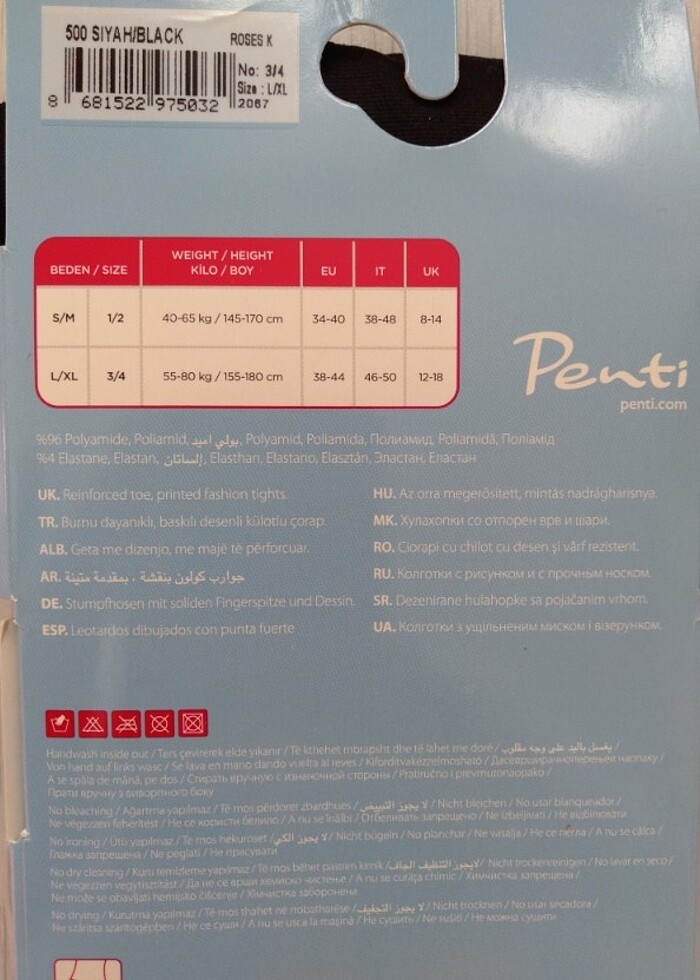 500 SIYAH/BLACK
ROSES K
No: 3/4
Size : L/XL
2067
8 681522 975032
BEDEN / SIZE WEIGHT / HEIGHT KİLO / BOY EU IT UK
S/M 1/2 40-65 kg / 145-170 cm 34-40 38-48 8-14
L/XL 3/4 55-80 kg / 155-180 cm 38-44 46-50 12-18
Penti
penti.com
%96 Polyamide, Poliamid, بولي اميد, Polyamid, Poliamida, Полиамид, Poliamidă, Поліамід
%4 Elastane, Elastan, إلساتان, Elasthan, Elastano, Elasztán, Эластан, Еластан
UK. Reinforced toe, printed fashion tights.
TR. Burnu dayanıklı, baskılı desenli külotlu çorap.
ALB. Geta me dizenjo, me majë të përforcuar.
AR. جوارب كولون بنقشة ، بمقدمة متينة
DE. Stumpfhosen mit soliden Fingerspitze und Dessin.
ESP. Leotardos dibujados con punta fuerte
HU. Az orra megerősített, mintás nadrágharisnya.
MK. Хулахопки со отпорен врв и шари.
RO. Ciorapi cu chilot cu desen şi vârf rezistent.
RU. Колготки с рисунком и с прочным носком.
SR. Dezenirane hulahopke sa pojačanim vrhom.
UA. Колготки з ущільненим миском і візерунком.
Handwash inside out / Ters çevirerek elde yıkanır / Të kthehet mbrapsht dhe të lahet me dorë / يغسل باليد على وجه مقلوب /
Von hand auf links wasc / Se lava en mano dando vuelta al reves / Kifordítvakezzelmosható /
A se spăla de mână, pe dos / Стирать вручную с изнаночной стороны /
Прати вручну з виворітного боку
No bleaching / Ağartma yapılmaz / Të mos përdoret zbardhues / لا يجوز التبييض / Nicht bleichen / No usar blanqueador /
Ne végezzen fehérítést / Не се користи белило / A nu se înălbi / Отбеливать запрещено / Ne izbeljivati / Не відбілювати
No ironing / Ütü yapılmaz / Të mos hekuroset / لا يجوز الكي / Nicht bügeln / No planchar / Ne vasalja / Не се пегла / A nu se călca /
Глажка запрещена / Ne peglati / Не прасувати
No dry cleaning / Kuru temizleme yapılmaz / Të mos bëhet pastrim kimik / لايجوز التنظيف الجاف / Nicht trockenreinigen / No lavar en seco /
Ne végezzen vegytisztítást / Да не се врши хемиско чистење / A nu se curăţa chimic / Химчистка запрещена /
Ne može se obavljati hemijsko čišćenje / Хімчистка заборонена
No drying / Kurutma yapılmaz / Të mos thahet në rrobatharëse / لا يجوز التجفيف / Nicht trocknen / No usar secadora /
Ne szárítsa szárítógépben / Не се суши / A nu se usca la maşină / Не сушить / Ne sušiti / Не можна сушити